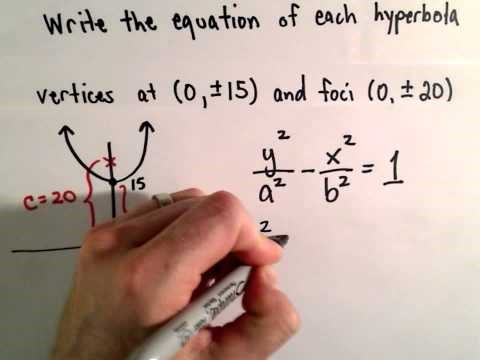 Write the equation of each hyperbola
vertices at (0, ±15) and foci (0, ±20)
15
c = 20
y²/a² - x²/b² = 1
2